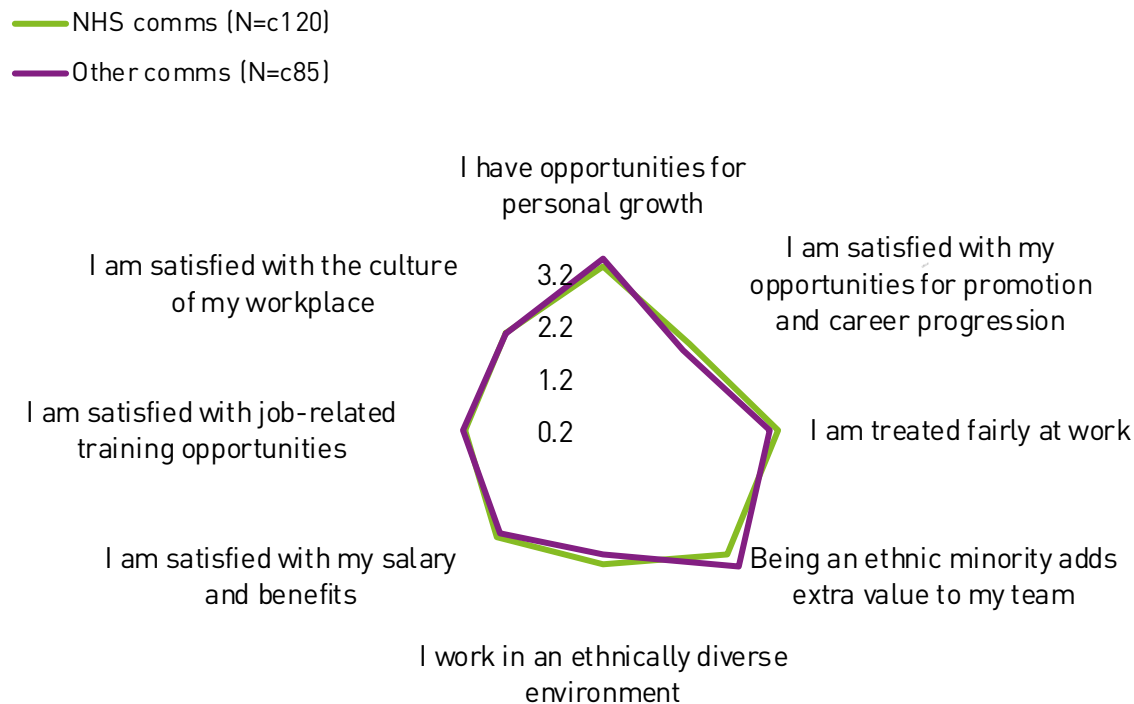 NHS comms (N=c120)
Other comms (N=c85)
I have opportunities for
personal growth
I am satisfied with my
opportunities for promotion
and career progression
I am satisfied with the culture
of my workplace
3.2
2.2
1.2
0.2
I am satisfied with job-related
training opportunities
I am treated fairly at work
I am satisfied with my salary
and benefits
Being an ethnic minority adds
extra value to my team
I work in an ethnically diverse
environment